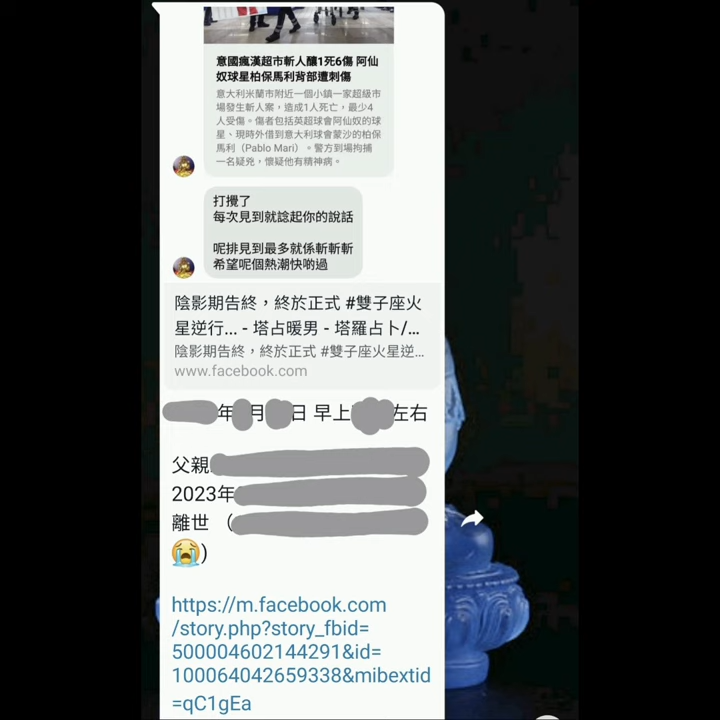 意國瘋漢超市斬人釀1死6傷 阿仙
奴球星柏保馬利背部遭刺傷
意大利米蘭市附近一個小鎮一家超級市
場發生斬人案，造成1人死亡，最少4
人受傷。傷者包括英超球會阿仙奴的球
星、現時外借到意大利球會蒙沙的柏保
馬利（Pablo Mari）。警方到場拘捕
一名疑兇，懷疑他有精神病。
打攪了
每次見到就諗起你的說話
呢排見到最多就係斬斬斬
希望呢個熱潮快啲過
陰影期告終，終於正式 #雙子座火
星逆行... - 塔占暖男 - 塔羅占卜/...
陰影期告終，終於正式 #雙子座火星逆...
www.facebook.com
年 月 日 早上 左右
父親
2023年
離世 （
）
https://m.facebook.com
/story.php?story_fbid=
500004602144291&id=
100064042659338&mibextid
=qC1gEa